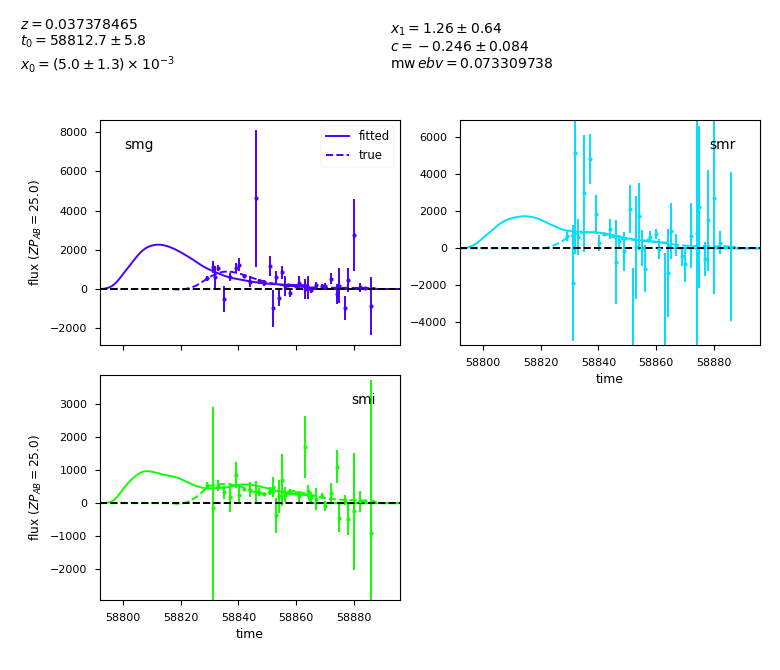 z = 0.037378465
t₀ = 58812.7 ± 5.8
x₀ = (5.0 ± 1.3) × 10⁻³
x₁ = 1.26 ± 0.64
c = −0.246 ± 0.084
mw ebv = 0.073309738
smg
fitted
true
8000
6000
4000
2000
0
−2000
flux (ZP_AB = 25.0)
smr
6000
4000
2000
0
−2000
−4000
58800 58820 58840 58860 58880
time
smi
3000
2000
1000
0
−1000
−2000
flux (ZP_AB = 25.0)
58800 58820 58840 58860 58880
time